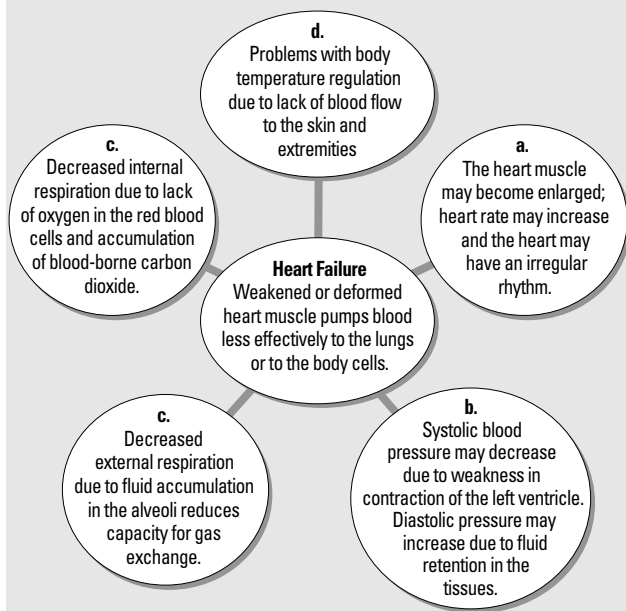 d.
Problems with body
temperature regulation
due to lack of blood flow
to the skin and
extremities
c.
Decreased internal
respiration due to lack
of oxygen in the red blood
cells and accumulation
of blood-borne carbon
dioxide.
a.
The heart muscle
may become enlarged;
heart rate may increase
and the heart may
have an irregular
rhythm.
Heart Failure
Weakened or deformed
heart muscle pumps blood
less effectively to the lungs
or to the body cells.
c.
Decreased
external respiration
due to fluid accumulation
in the alveoli reduces
capacity for gas
exchange.
b.
Systolic blood
pressure may decrease
due to weakness in
contraction of the left ventricle.
Diastolic pressure may
increase due to fluid
retention in the
tissues.